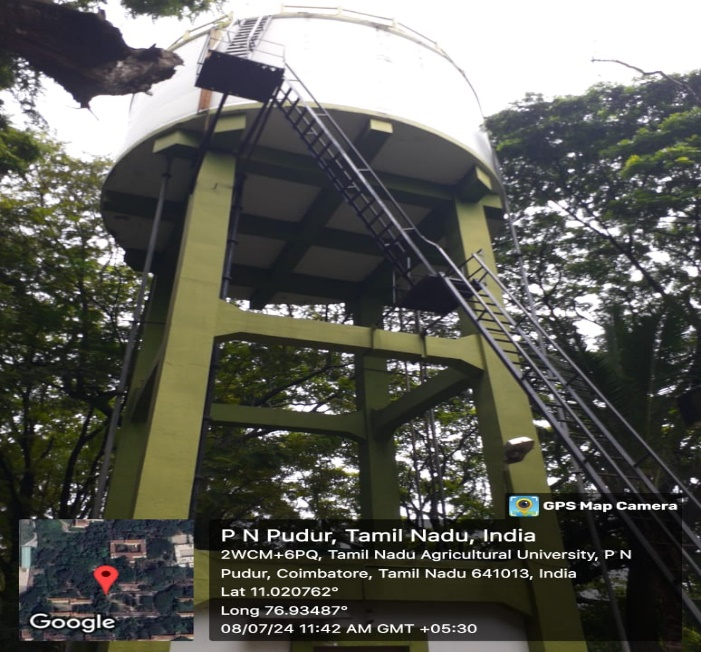 GPS Map Camera
P N Pudur, Tamil Nadu, India
2WCM+6PQ, Tamil Nadu Agricultural University, P N
Pudur, Coimbatore, Tamil Nadu 641013, India
Lat 11.020762°
Long 76.93487°
08/07/24 11:42 AM GMT +05:30
Google